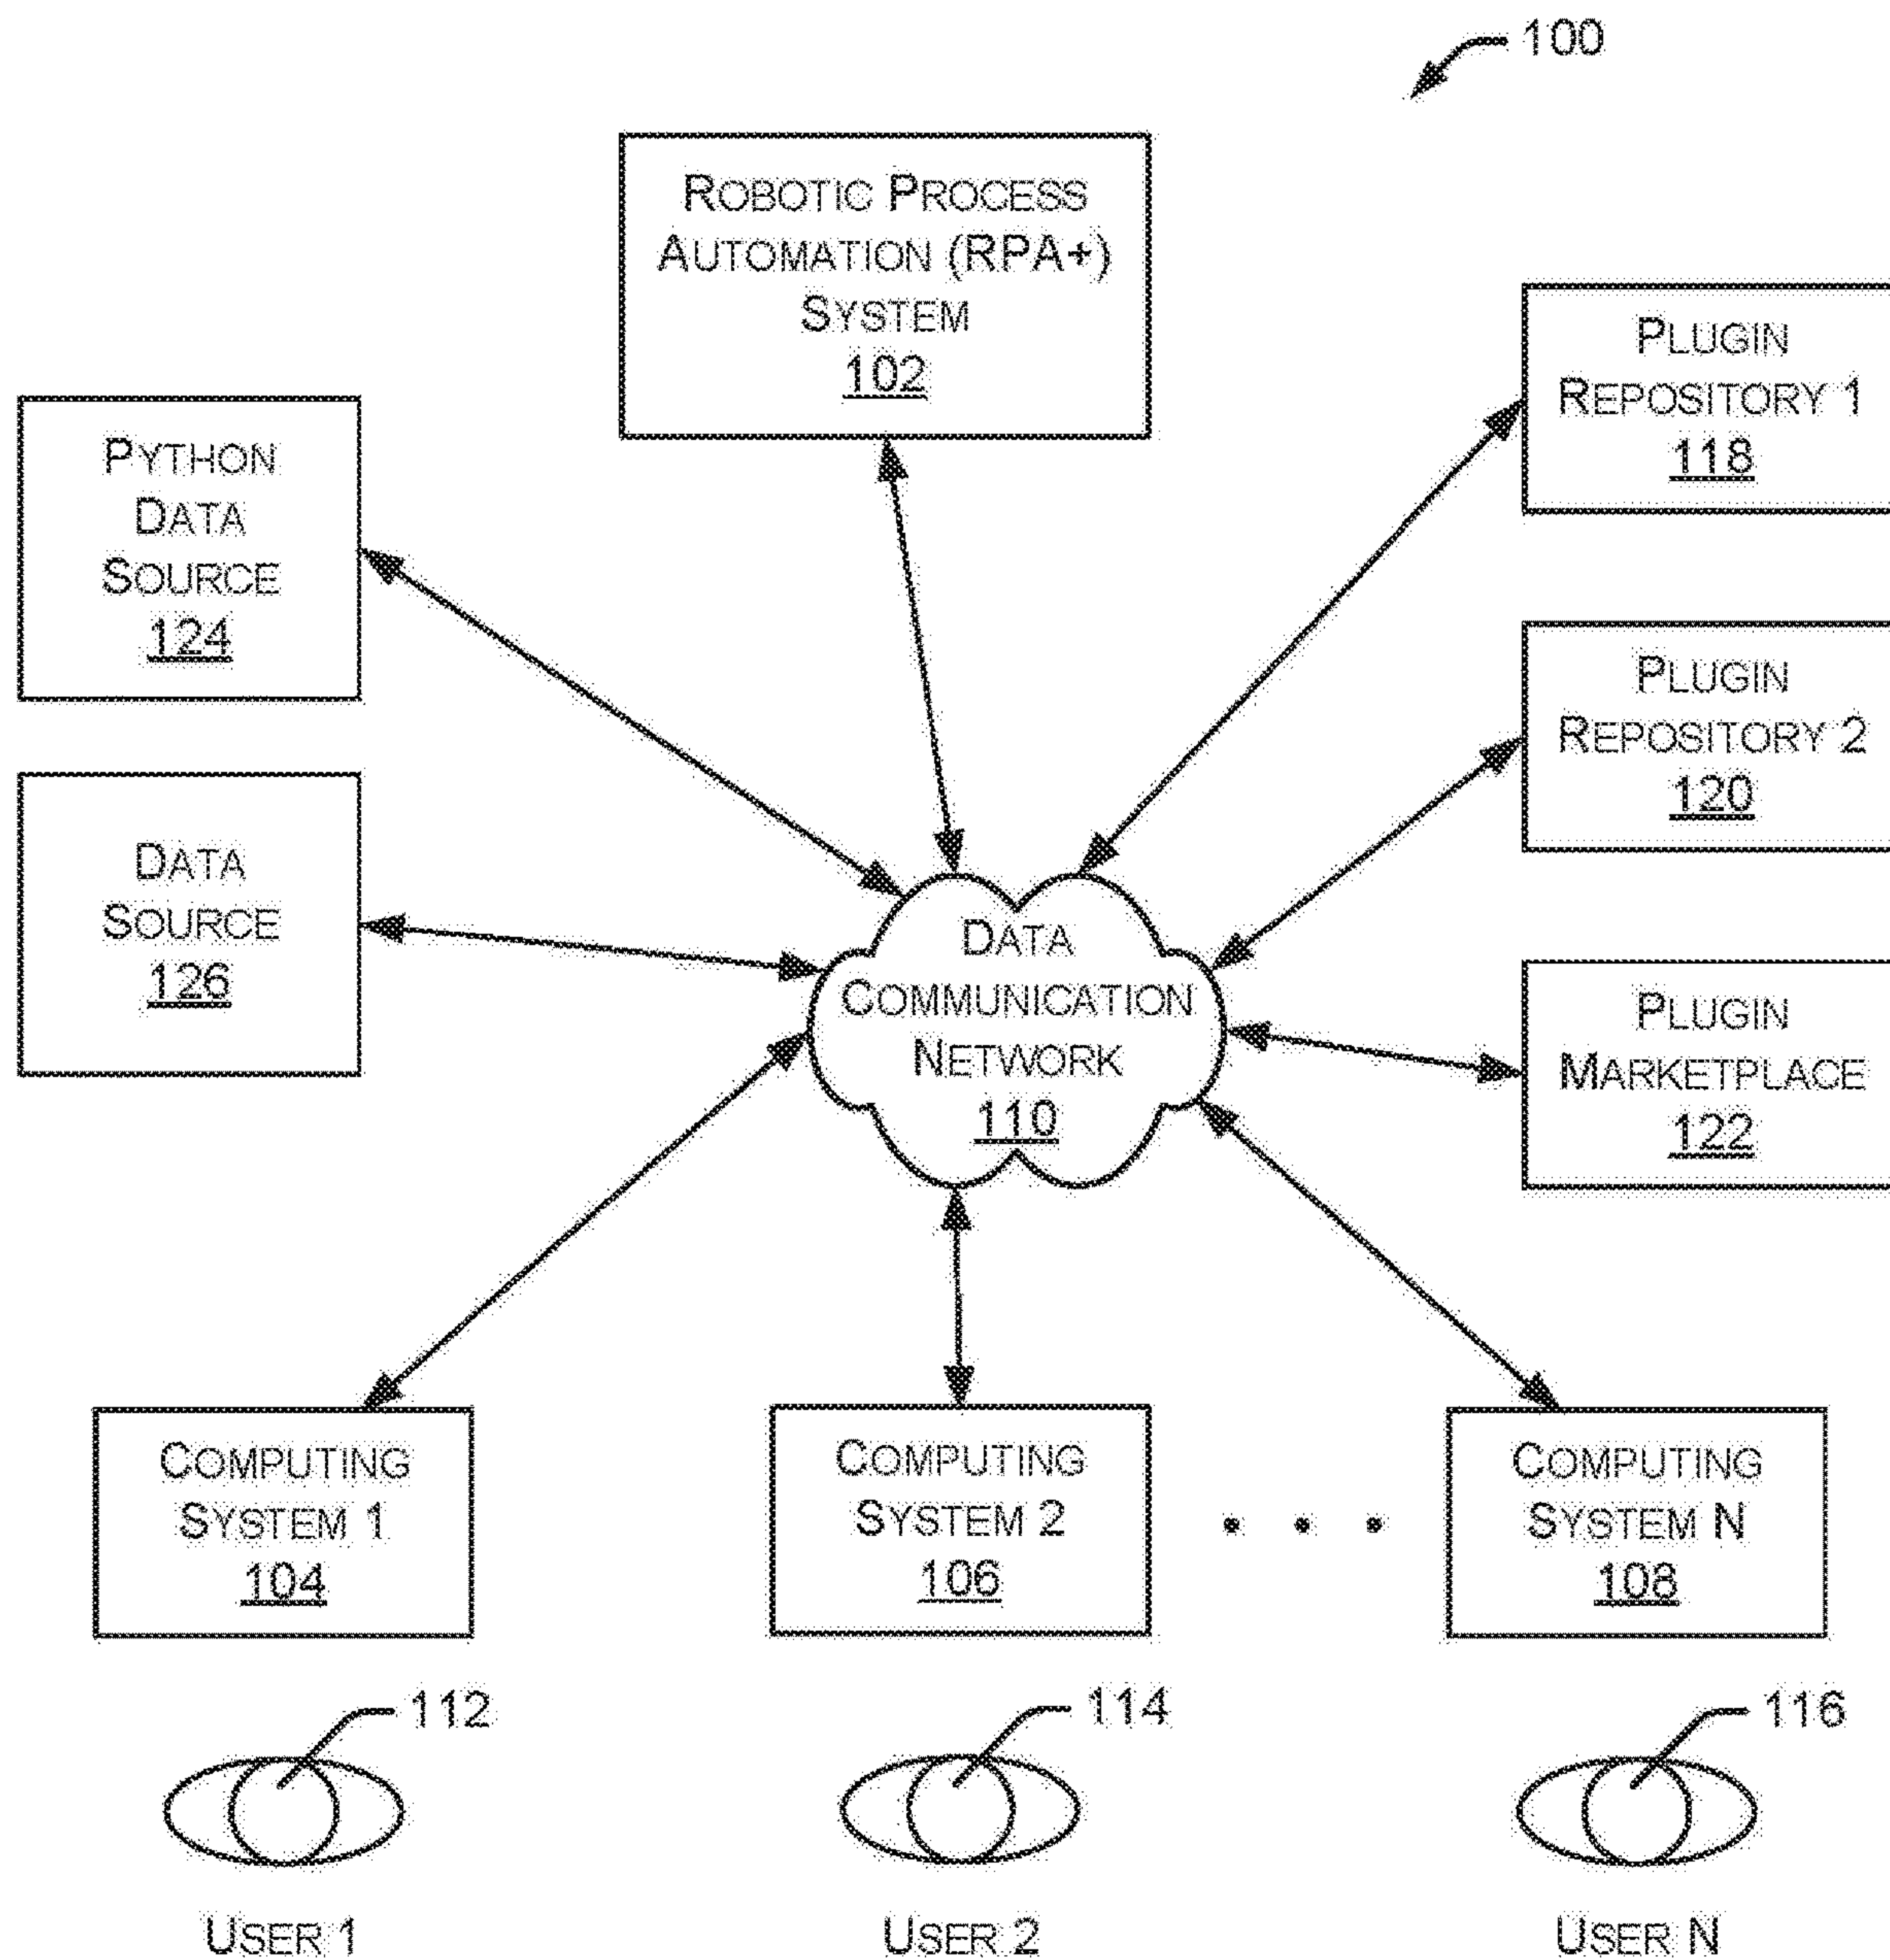 100
ROBOTIC PROCESS
AUTOMATION (RPA+)
SYSTEM
102
PLUGIN
REPOSITORY 1
118
PYTHON
DATA
SOURCE
124
PLUGIN
REPOSITORY 2
120
DATA
SOURCE
126
DATA
COMMUNICATION
NETWORK
110
PLUGIN
MARKETPLACE
122
COMPUTING
SYSTEM 1
104
COMPUTING
SYSTEM 2
106
. . .
COMPUTING
SYSTEM N
108
112
114
116
USER 1
USER 2
USER N